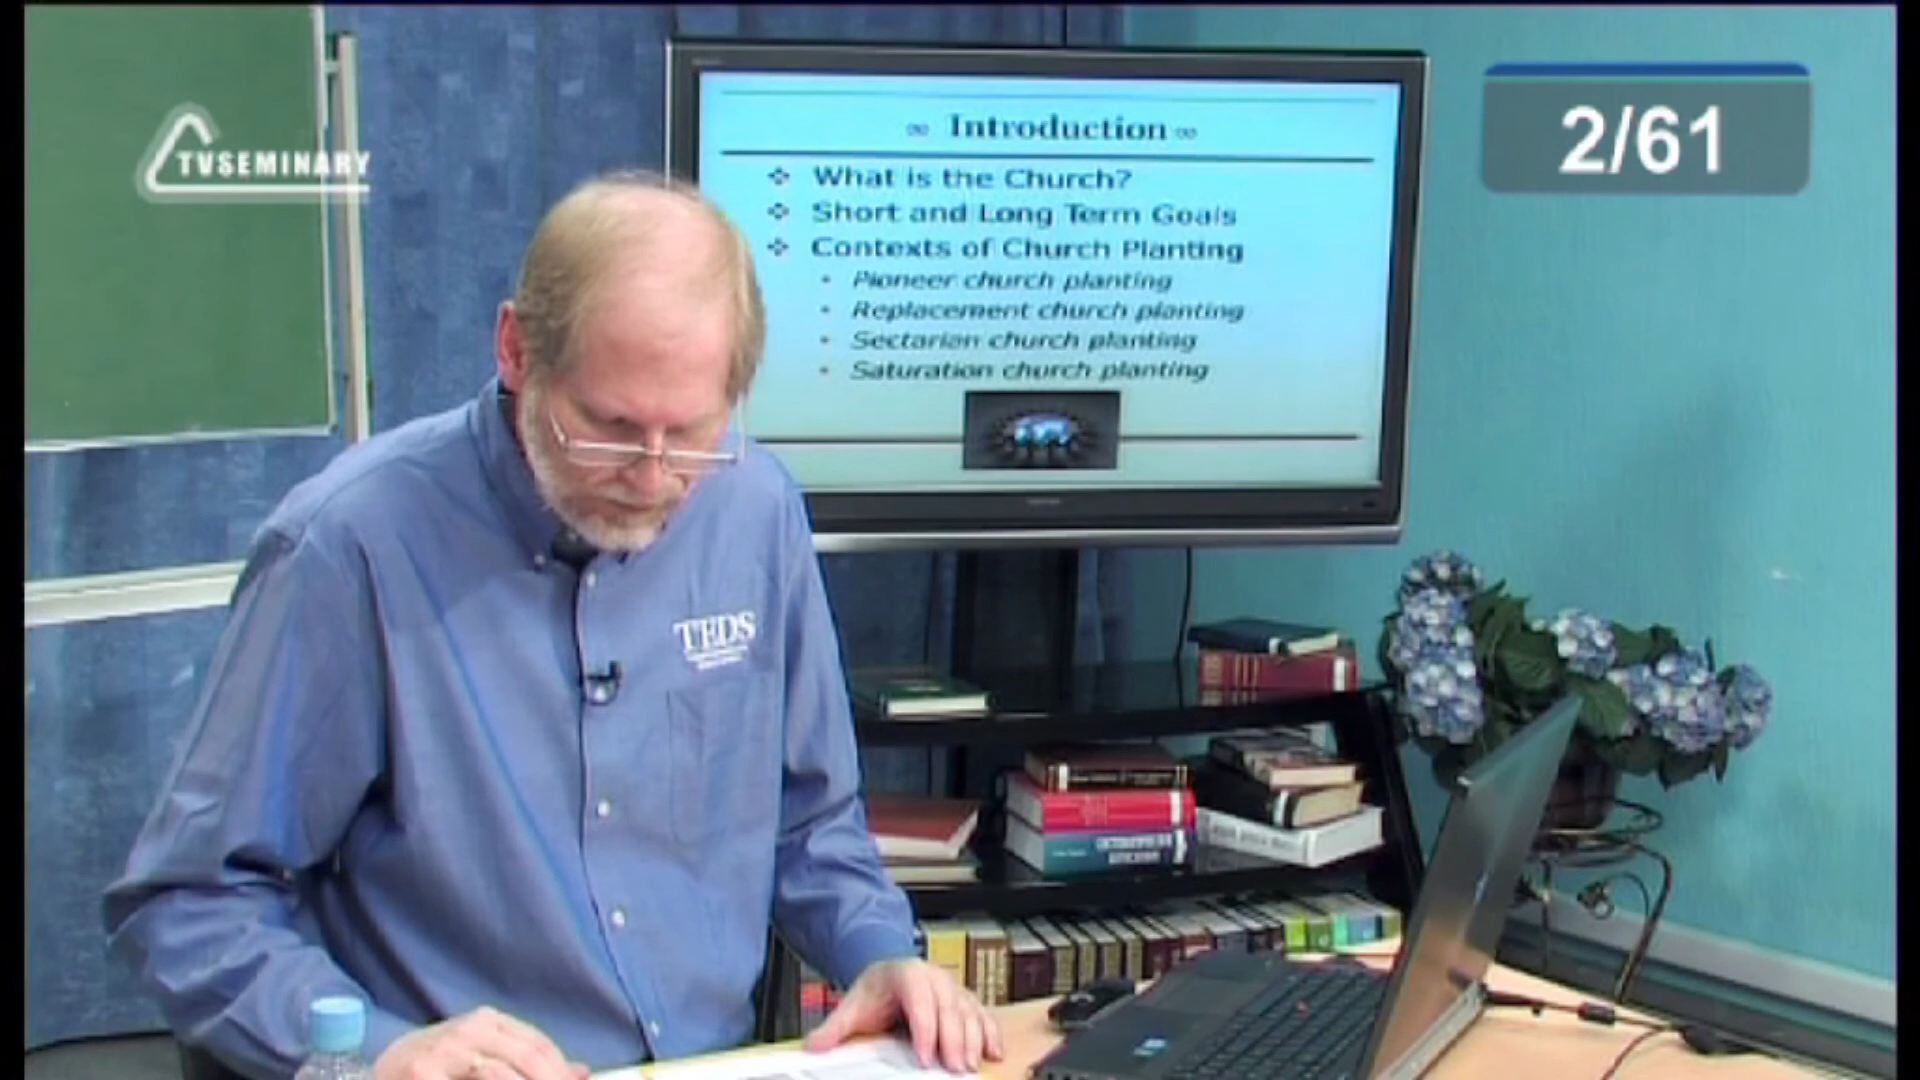 TVSEMINARY
2/61
Introduction
❖ What is the Church?
❖ Short and Long Term Goals
❖ Contexts of Church Planting
• Pioneer church planting
• Replacement church planting
• Sectarian church planting
• Saturation church planting
TEDS